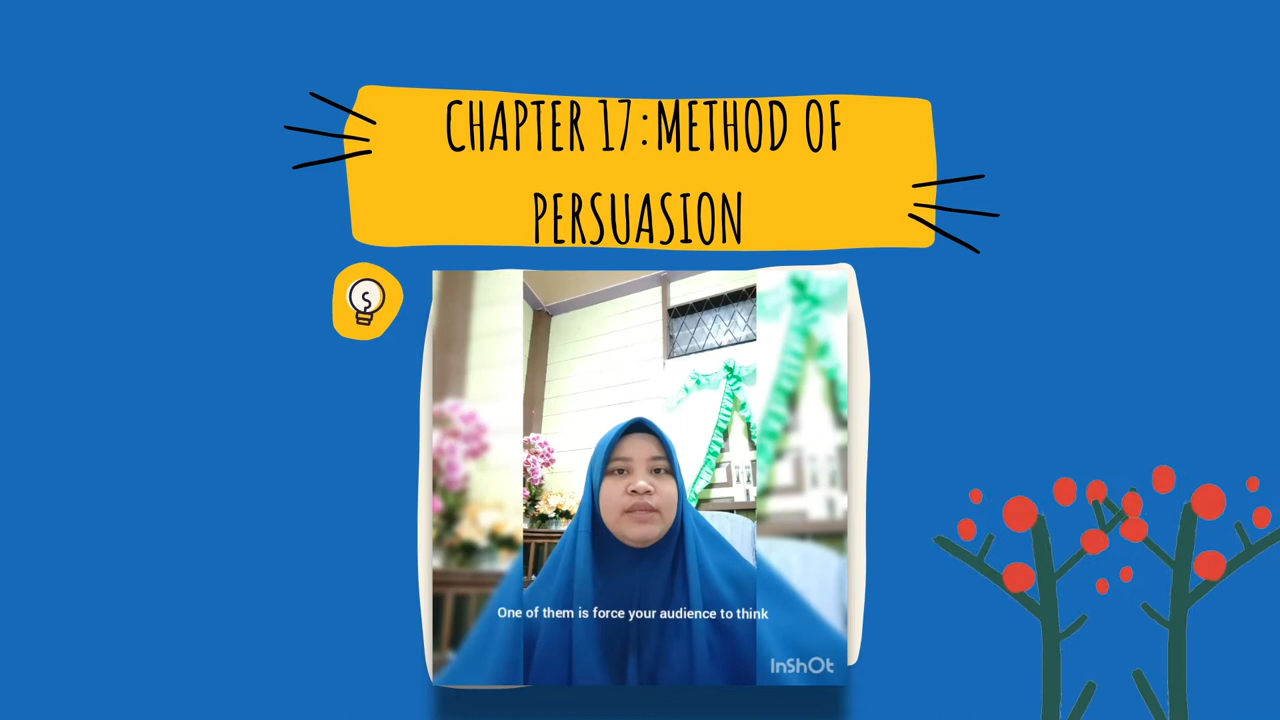 CHAPTER 17:METHOD OF
PERSUASION
One of them is force your audience to think
InShOt